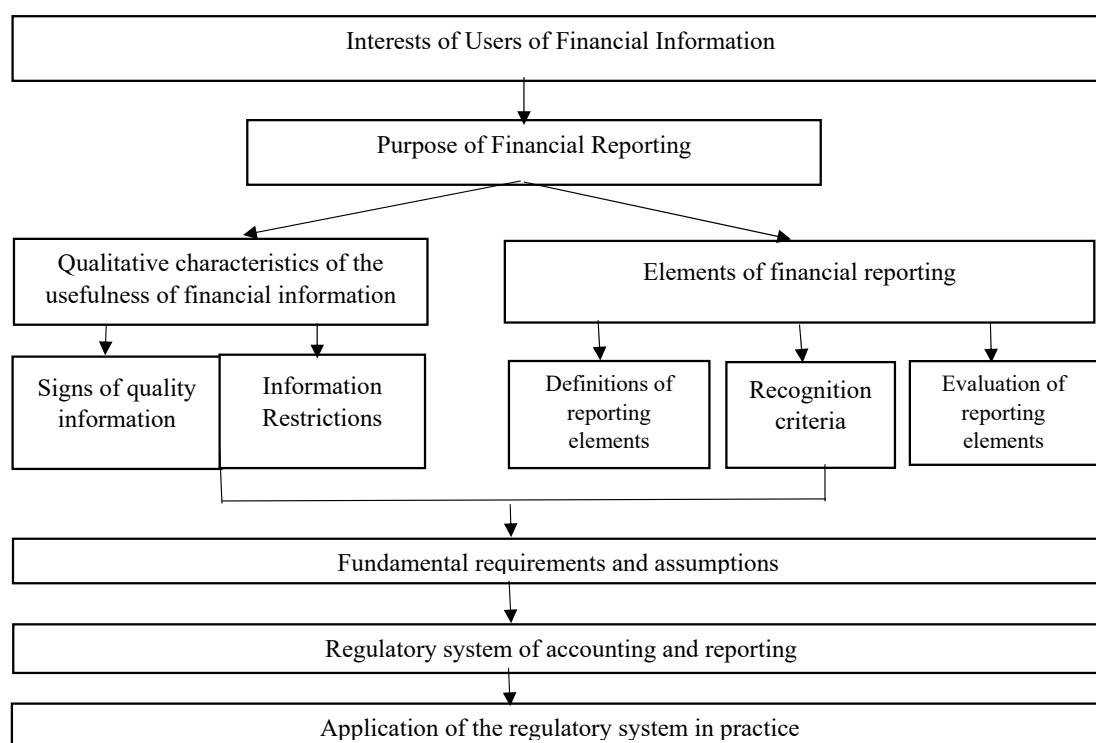 Interests of Users of Financial Information
Purpose of Financial Reporting
Qualitative characteristics of the
usefulness of financial information
Elements of financial reporting
Signs of quality
information
Information
Restrictions
Definitions of
reporting
elements
Recognition
criteria
Evaluation of
reporting
elements
Fundamental requirements and assumptions
Regulatory system of accounting and reporting
Application of the regulatory system in practice